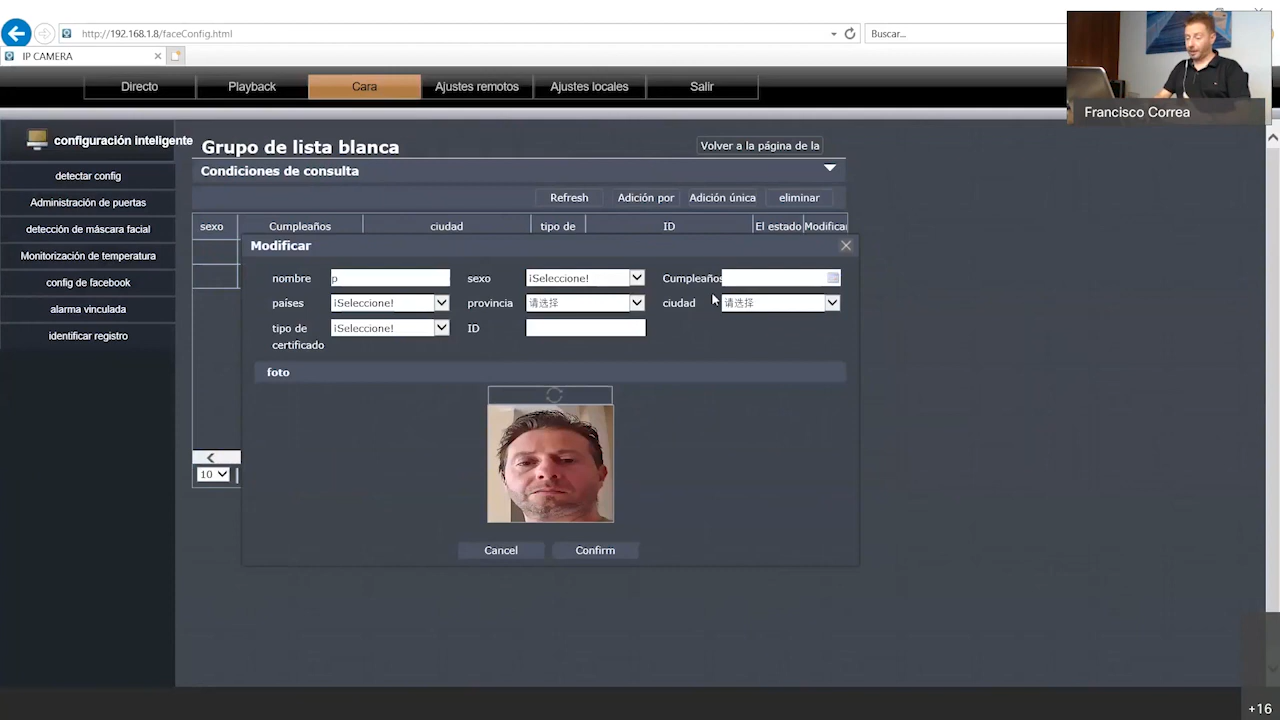 http://192.168.1.8/faceConfig.html
Buscar...
IP CAMERA
Francisco Correa
Directo
Playback
Cara
Ajustes remotos
Ajustes locales
Salir
configuración inteligente
detectar config
Administración de puertas
detección de máscara facial
Monitorización de temperatura
config de facebook
alarma vinculada
identificar registro
Grupo de lista blanca
Volver a la página de la
Condiciones de consulta
Refresh
Adición por
Adición única
eliminar
sexo
Cumpleaños
ciudad
tipo de
ID
El estado
Modificar
Modificar
nombre
p
sexo
¡Seleccione!
Cumpleaños
países
¡Seleccione!
provincia
请选择
ciudad
请选择
tipo de
certificado
¡Seleccione!
ID
foto
10
Cancel
Confirm
+16